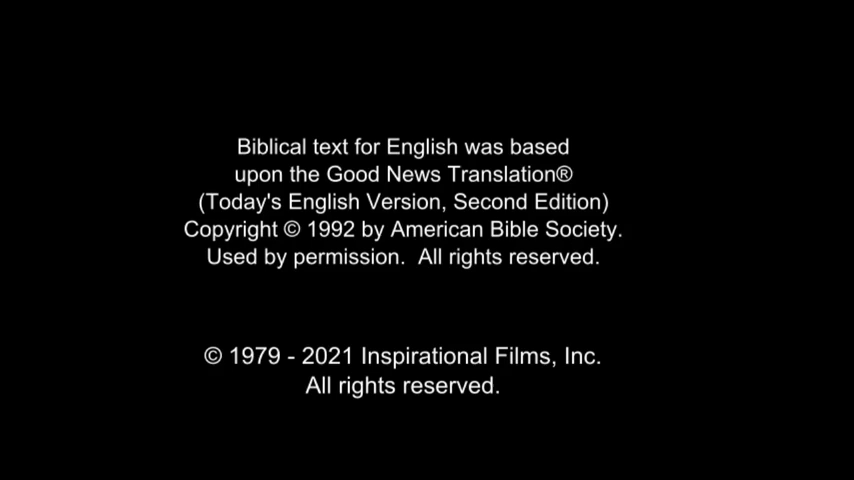 Biblical text for English was based
upon the Good News Translation®
(Today's English Version, Second Edition)
Copyright © 1992 by American Bible Society.
Used by permission.  All rights reserved.
© 1979 - 2021 Inspirational Films, Inc.
All rights reserved.